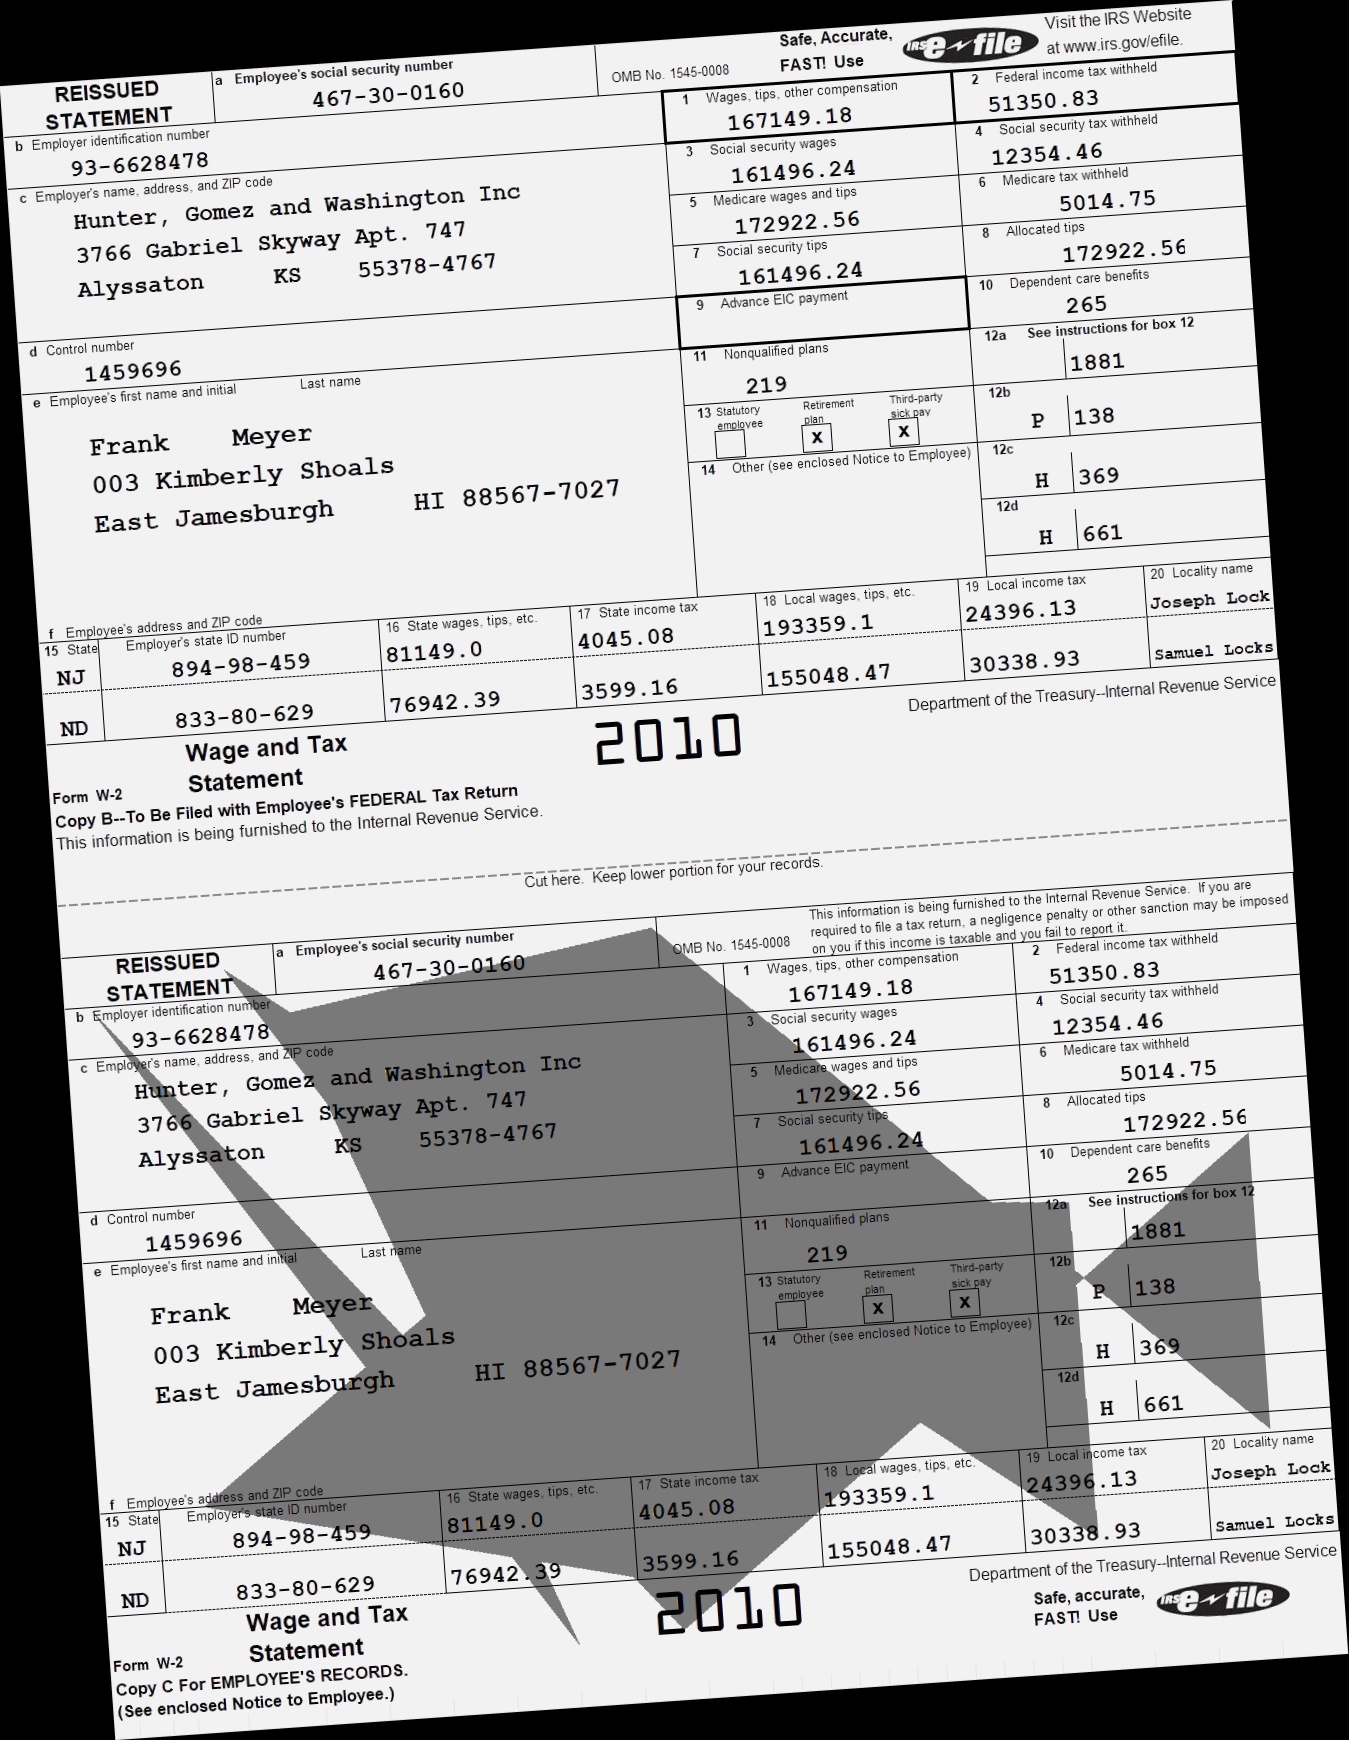 REISSUED
STATEMENT
a Employee's social security number
467-30-0160
OMB No. 1545-0008
Safe, Accurate,
FAST! Use
IRS e-file
Visit the IRS Website
at www.irs.gov/efile.
b Employer identification number
93-6628478
1 Wages, tips, other compensation
167149.18
2 Federal income tax withheld
51350.83
c Employer's name, address, and ZIP code
Hunter, Gomez and Washington Inc
3766 Gabriel Skyway Apt. 747
Alyssaton KS 55378-4767
3 Social security wages
161496.24
4 Social security tax withheld
12354.46
5 Medicare wages and tips
172922.56
6 Medicare tax withheld
5014.75
7 Social security tips
161496.24
8 Allocated tips
172922.56
d Control number
1459696
9 Advance EIC payment
10 Dependent care benefits
265
e Employee's first name and initial Last name
Frank Meyer
003 Kimberly Shoals
East Jamesburgh HI 88567-7027
11 Nonqualified plans
219
12a See instructions for box 12
1881
13 Statutory employee
Retirement plan
X
Third-party sick pay
X
12b
P 138
14 Other (see enclosed Notice to Employee)
12c
H 369
12d
H 661
f Employee's address and ZIP code
15 State Employer's state ID number
16 State wages, tips, etc.
17 State income tax
18 Local wages, tips, etc.
19 Local income tax
20 Locality name
NJ 894-98-459 81149.0 4045.08 193359.1 24396.13 Joseph Lock
ND 833-80-629 76942.39 3599.16 155048.47 30338.93 Samuel Locks
Form W-2
Wage and Tax
Statement
2010
Department of the Treasury--Internal Revenue Service
Copy B--To Be Filed with Employee's FEDERAL Tax Return
This information is being furnished to the Internal Revenue Service.
Cut here. Keep lower portion for your records.
REISSUED
STATEMENT
a Employee's social security number
467-30-0160
OMB No. 1545-0008
This information is being furnished to the Internal Revenue Service. If you are
required to file a tax return, a negligence penalty or other sanction may be imposed
on you if this income is taxable and you fail to report it.
b Employer identification number
93-6628478
1 Wages, tips, other compensation
167149.18
2 Federal income tax withheld
51350.83
c Employer's name, address, and ZIP code
Hunter, Gomez and Washington Inc
3766 Gabriel Skyway Apt. 747
Alyssaton KS 55378-4767
3 Social security wages
161496.24
4 Social security tax withheld
12354.46
5 Medicare wages and tips
172922.56
6 Medicare tax withheld
5014.75
7 Social security tips
161496.24
8 Allocated tips
172922.56
d Control number
1459696
9 Advance EIC payment
10 Dependent care benefits
265
e Employee's first name and initial Last name
Frank Meyer
003 Kimberly Shoals
East Jamesburgh HI 88567-7027
11 Nonqualified plans
219
12a See instructions for box 12
1881
13 Statutory employee
Retirement plan
X
Third-party sick pay
X
12b
P 138
14 Other (see enclosed Notice to Employee)
12c
H 369
12d
H 661
f Employee's address and ZIP code
15 State Employer's state ID number
16 State wages, tips, etc.
17 State income tax
18 Local wages, tips, etc.
19 Local income tax
20 Locality name
NJ 894-98-459 81149.0 4045.08 193359.1 24396.13 Joseph Lock
ND 833-80-629 76942.39 3599.16 155048.47 30338.93 Samuel Locks
Form W-2
Wage and Tax
Statement
2010
Department of the Treasury--Internal Revenue Service
Safe, accurate,
FAST! Use
IRS e-file
Copy C For EMPLOYEE'S RECORDS.
(See enclosed Notice to Employee.)